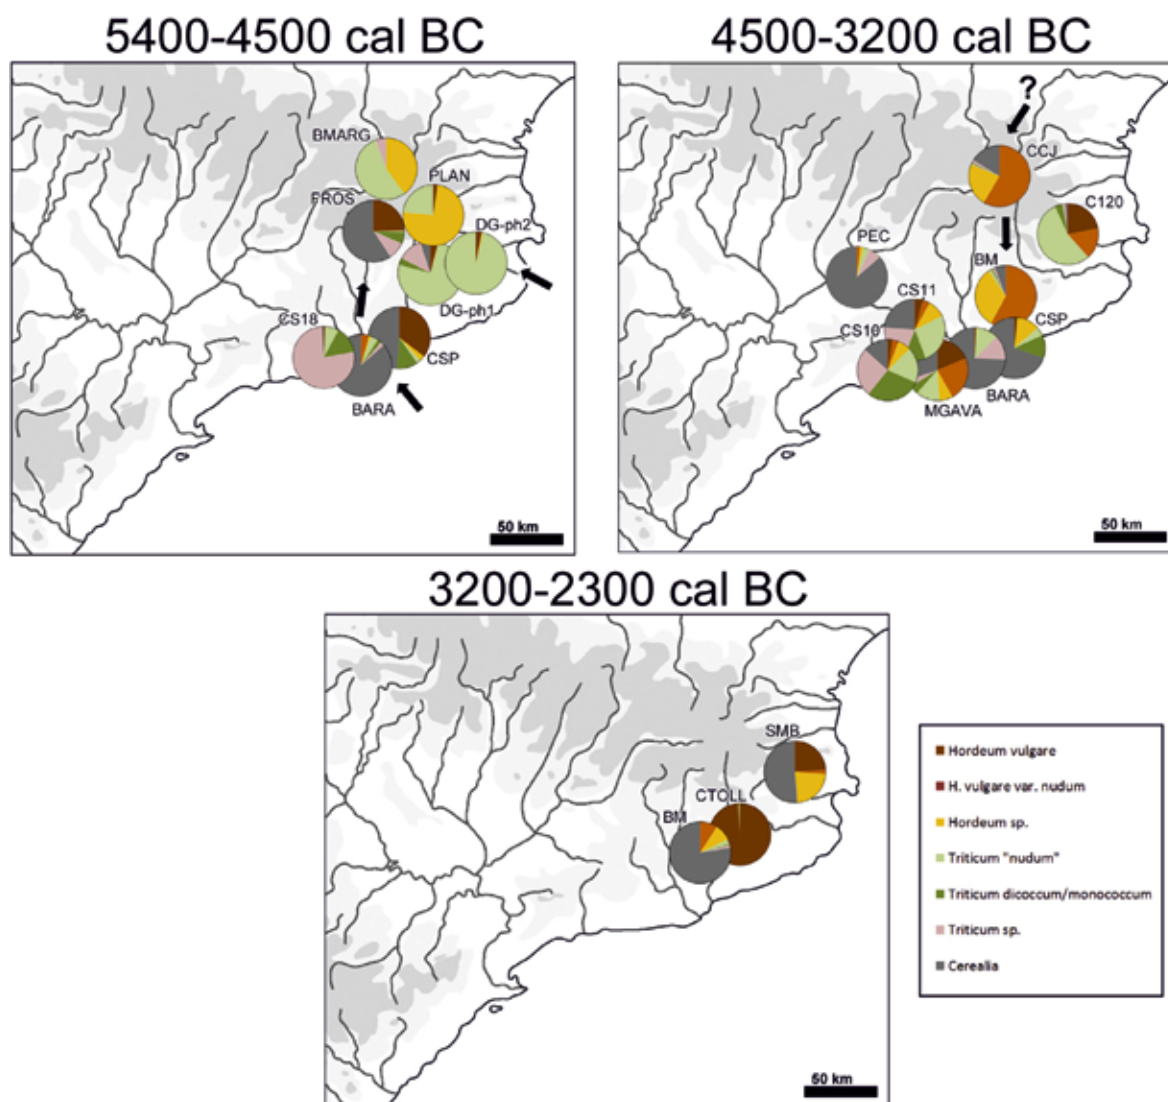 5400-4500 cal BC
4500-3200 cal BC
BMARG
PLAN
FROS
DG-ph2
DG-ph1
CS18
CSP
BARA
50 km
?
CCJ
C120
PEC
BM
CS11
CSP
CS10
BARA
MGAVA
50 km
3200-2300 cal BC
SMB
CTOLL
BM
50 km
Hordeum vulgare
H. vulgare var. nudum
Hordeum sp.
Triticum "nudum"
Triticum dicoccum/monococcum
Triticum sp.
Cerealia